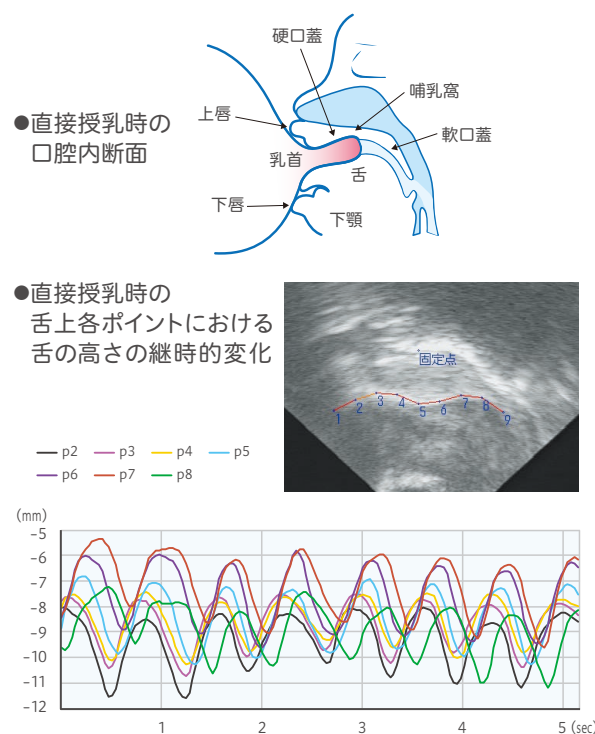 ●直接授乳時の
口腔内断面
硬口蓋
上唇
哺乳窩
軟口蓋
乳首
舌
下唇
下顎
●直接授乳時の
舌上各ポイントにおける
舌の高さの継時的変化
固定点
1 2 3 4 5 6 7 8 9
p2 p3 p4 p5
p6 p7 p8
(mm)
-5
-6
-7
-8
-9
-10
-11
-12
1 2 3 4 5 (sec)